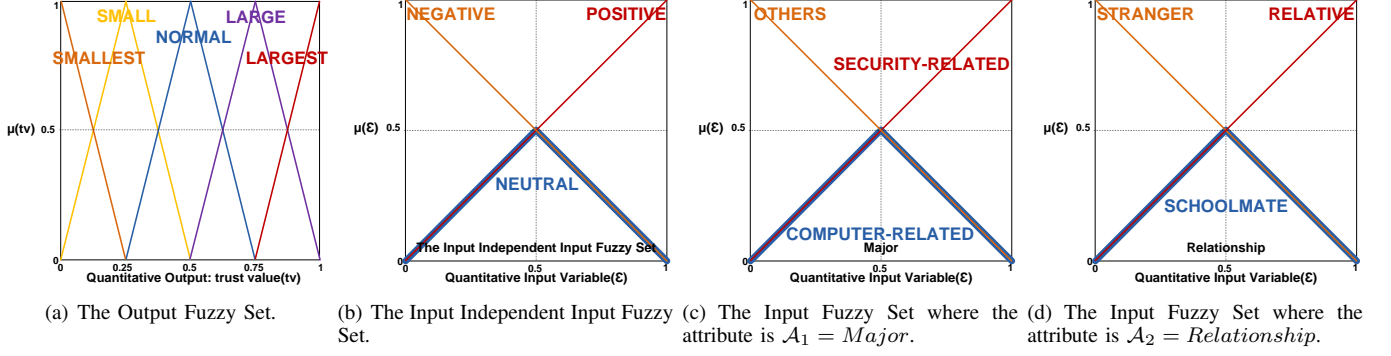 1
SMALL
LARGE
NORMAL
SMALLEST
LARGEST
μ(tv)
0.5
0
0
0.25
0.5
0.75
1
Quantitative Output: trust value(tv)
(a) The Output Fuzzy Set.
1
NEGATIVE
POSITIVE
μ(Ɛ)
0.5
NEUTRAL
The Input Independent Input Fuzzy Set
0
0
0.5
1
Quantitative Input Variable(Ɛ)
(b) The Input Independent Input Fuzzy
Set.
1
OTHERS
SECURITY-RELATED
μ(Ɛ)
0.5
COMPUTER-RELATED
Major
0
0
0.5
1
Quantitative Input Variable(Ɛ)
(c) The Input Fuzzy Set where the
attribute is 𝒜₁ = Major.
1
STRANGER
RELATIVE
μ(Ɛ)
0.5
SCHOOLMATE
Relationship
0
0
0.5
1
Quantitative Input Variable(Ɛ)
(d) The Input Fuzzy Set where the
attribute is 𝒜₂ = Relationship.